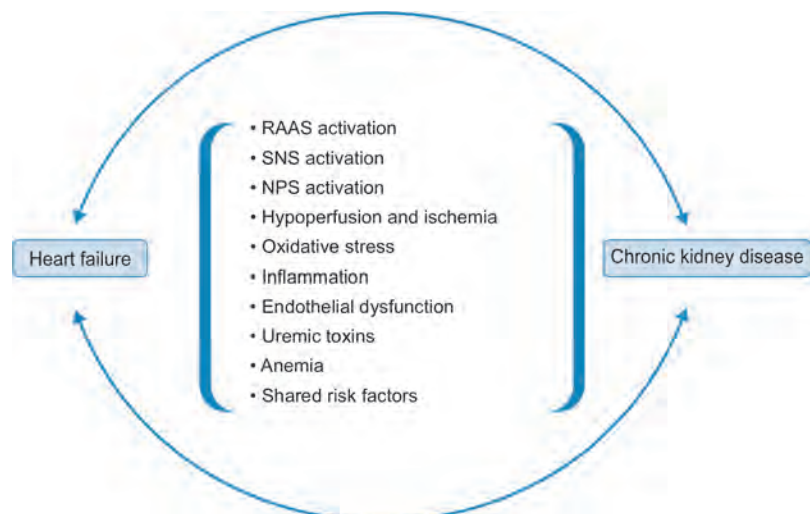 • RAAS activation
• SNS activation
• NPS activation
• Hypoperfusion and ischemia
• Oxidative stress
• Inflammation
• Endothelial dysfunction
• Uremic toxins
• Anemia
• Shared risk factors
Heart failure
Chronic kidney disease